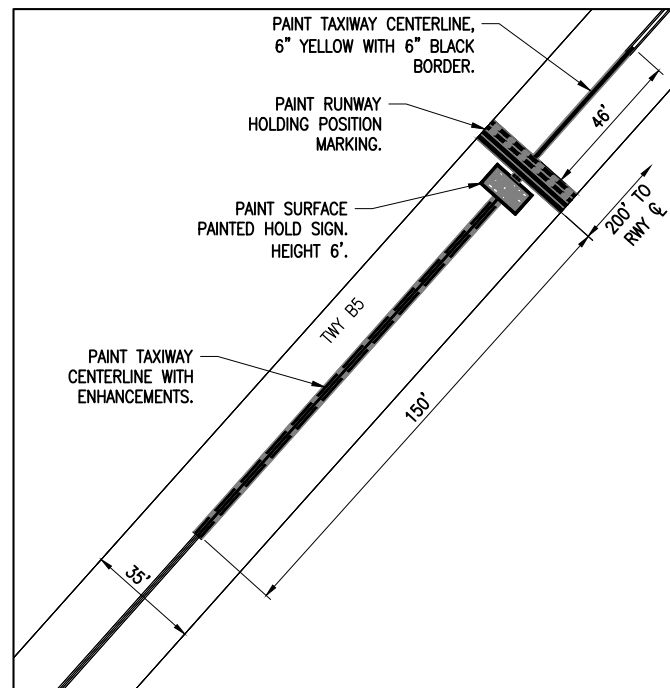 PAINT TAXIWAY CENTERLINE,
6" YELLOW WITH 6" BLACK
BORDER.
PAINT RUNWAY
HOLDING POSITION
MARKING.
46'
PAINT SURFACE
PAINTED HOLD SIGN.
HEIGHT 6'.
200' TO
RWY ℄
TWY B5
PAINT TAXIWAY
CENTERLINE WITH
ENHANCEMENTS.
150'
35'